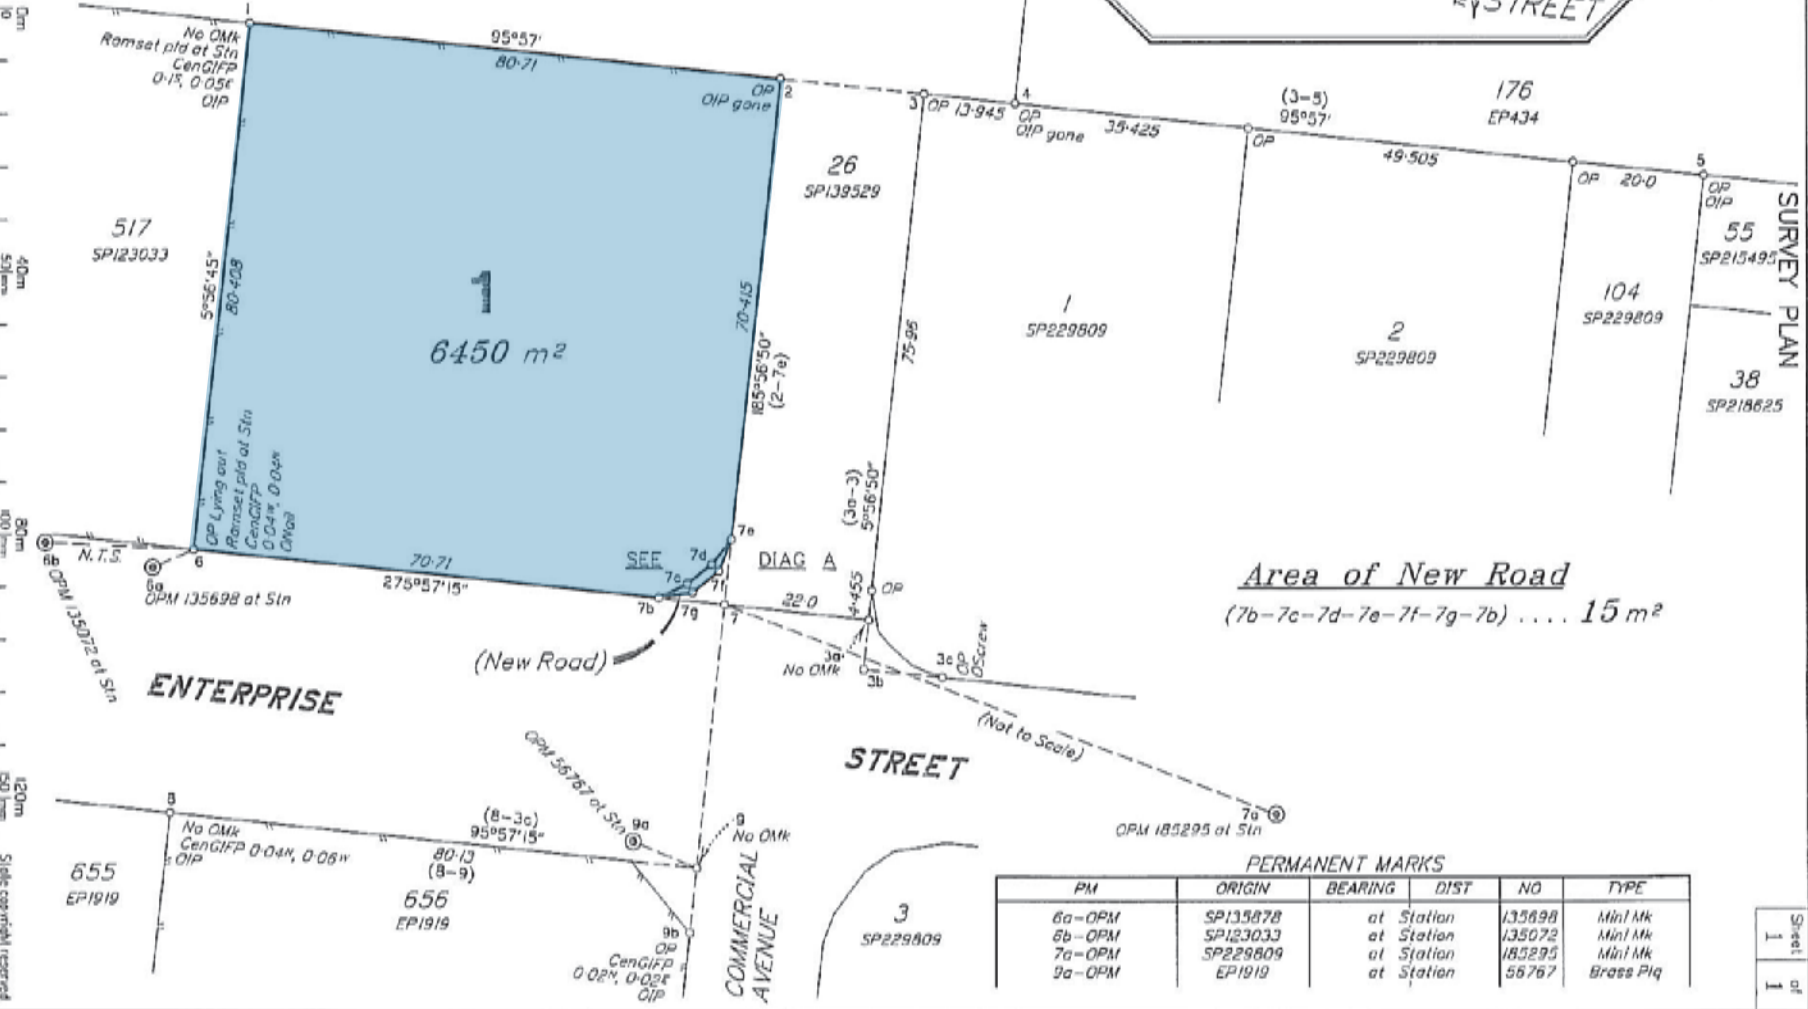 STREET
No OMk
Ramset pld at Stn
CenGIFP
0·1S, 0·05E
OIP
95°57'
80·71
OP
OIP gone
2
3
OP 13·945
4
OP
OIP gone
35·425
(3-5)
95°57'
176
EP434
OP
49·505
OP 20·0
5
OP
OIP
517
SP123033
5°56'45"
80·408
1
6450 m²
70·415
185°56'50"
(2-7e)
26
SP139529
75·96
1
SP229809
2
SP229809
104
SP229809
55
SP215495
38
SP218625
SURVEY PLAN
0m
40m
80m
120m
OP Lying out
Ramset pld at Stn
CenGIFP
0·04W, 0·04N
ONail
6b
N.T.S.
6a
6
OPM 135698 at Stn
OPM 135072 at Stn
70·71
275°57'15"
SEE DIAG A
7e
7d
7c
7f
7b
7g
7
22·0
(3a-3)
5°56'50"
4·455
OP
3a
No OMk
3b
3c
OP
OScrew
(New Road)
Area of New Road
(7b-7c-7d-7e-7f-7g-7b) .... 15 m²
ENTERPRISE
STREET
(Not to Scale)
7a
OPM 185295 at Stn
OPM 56767 at Stn
9a
9
No OMk
8
No OMk
CenGIFP 0·04N, 0·06W
OIP
(8-3c)
95°57'15"
80·13
(8-9)
655
EP1919
656
EP1919
9b
OP
CenGIFP
0·02N, 0·02E
OIP
COMMERCIAL
AVENUE
3
SP229809
PERMANENT MARKS
PM ORIGIN BEARING DIST NO TYPE
6a-OPM SP135878 at Station 135698 Mini Mk
6b-OPM SP123033 at Station 135072 Mini Mk
7a-OPM SP229809 at Station 185295 Mini Mk
9a-OPM EP1919 at Station 56767 Brass Plq
Sheet
1
of
1
State copyright reserved